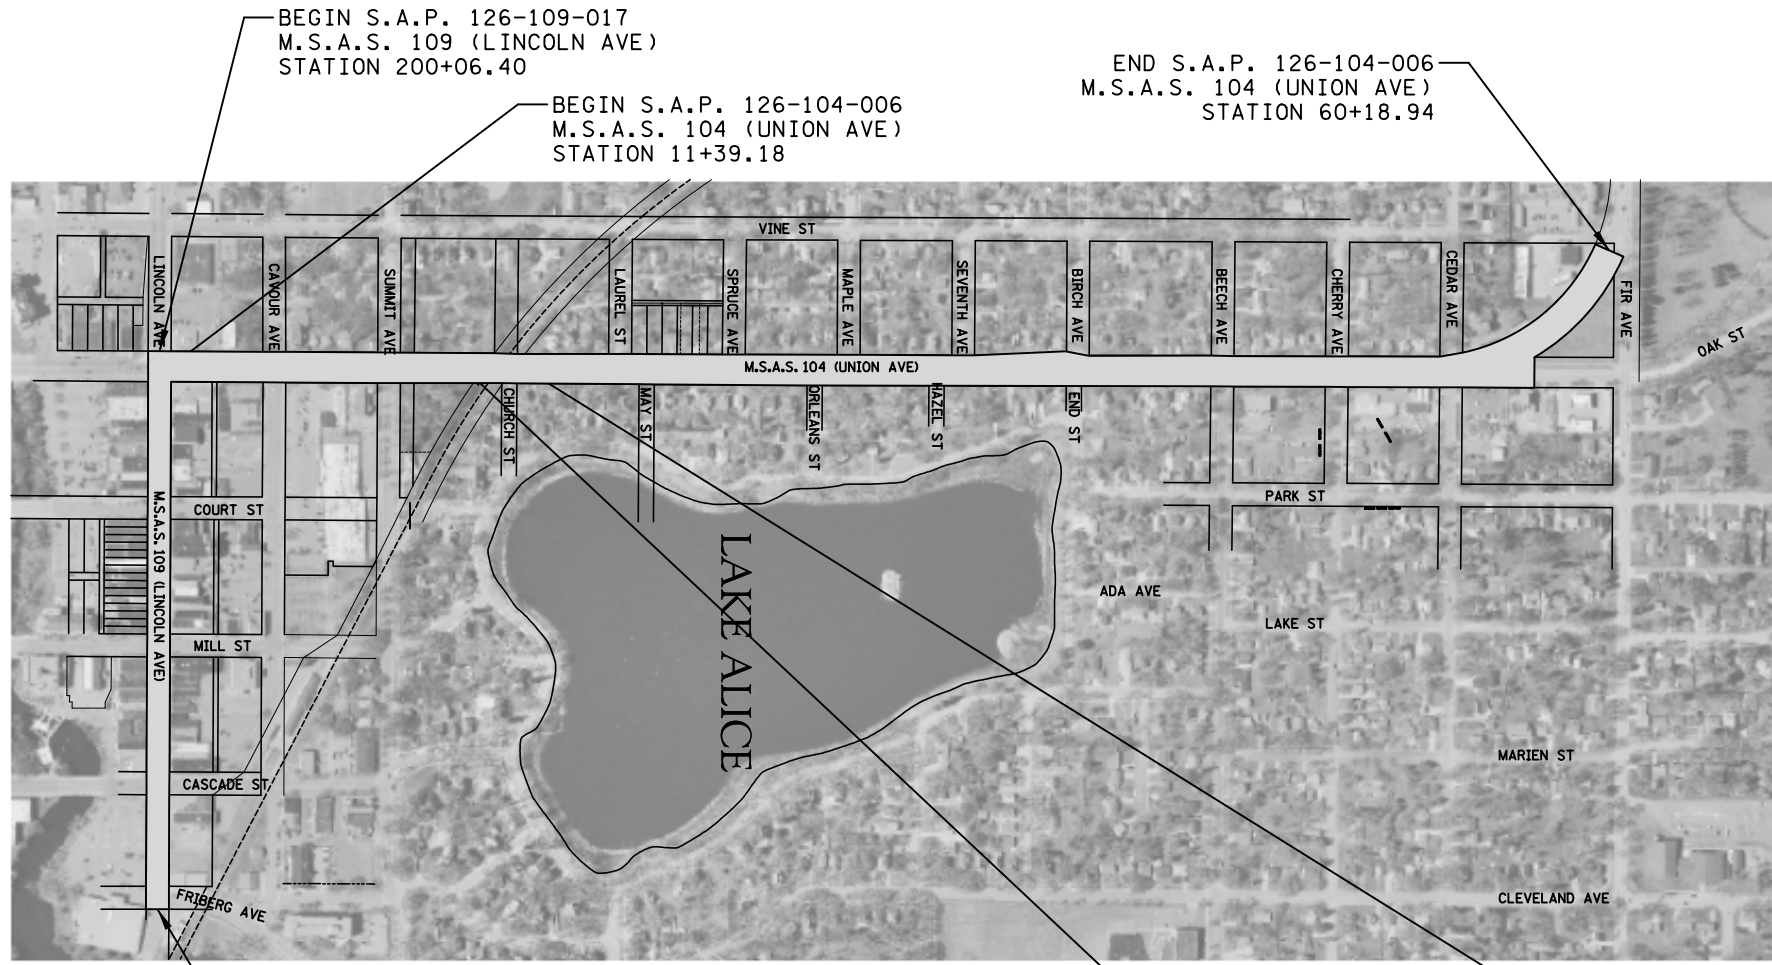 BEGIN S.A.P. 126-109-017
M.S.A.S. 109 (LINCOLN AVE)
STATION 200+06.40
BEGIN S.A.P. 126-104-006
M.S.A.S. 104 (UNION AVE)
STATION 11+39.18
END S.A.P. 126-104-006
M.S.A.S. 104 (UNION AVE)
STATION 60+18.94
VINE ST
LINCOLN AVE
CAVOUR AVE
SUMMIT AVE
LAUREL ST
SPRUCE AVE
MAPLE AVE
SEVENTH AVE
BIRCH AVE
BEECH AVE
CHERRY AVE
CEDAR AVE
FIR AVE
OAK ST
M.S.A.S. 104 (UNION AVE)
CHURCH ST
MAY ST
ORLEANS ST
HAZEL ST
END ST
M.S.A.S. 109 (LINCOLN AVE)
COURT ST
PARK ST
LAKE ALICE
ADA AVE
LAKE ST
MILL ST
MARIEN ST
CASCADE ST
FRIBERG AVE
CLEVELAND AVE